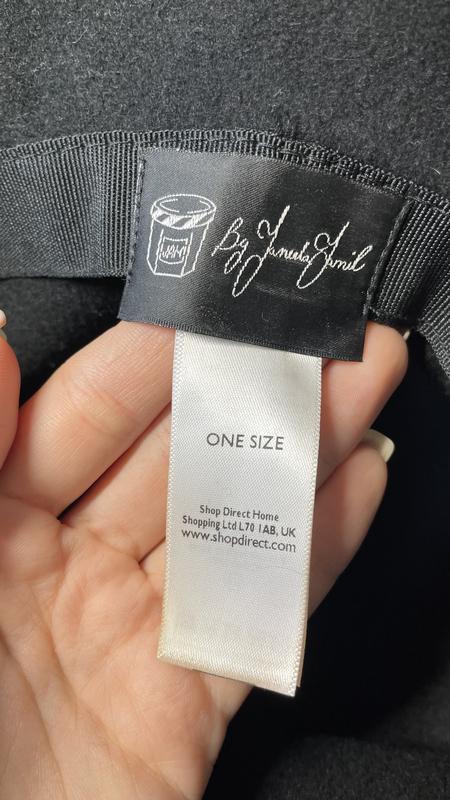 JAM
By Jameela Jamil
ONE SIZE
Shop Direct Home
Shopping Ltd L70 1AB, UK
www.shopdirect.com